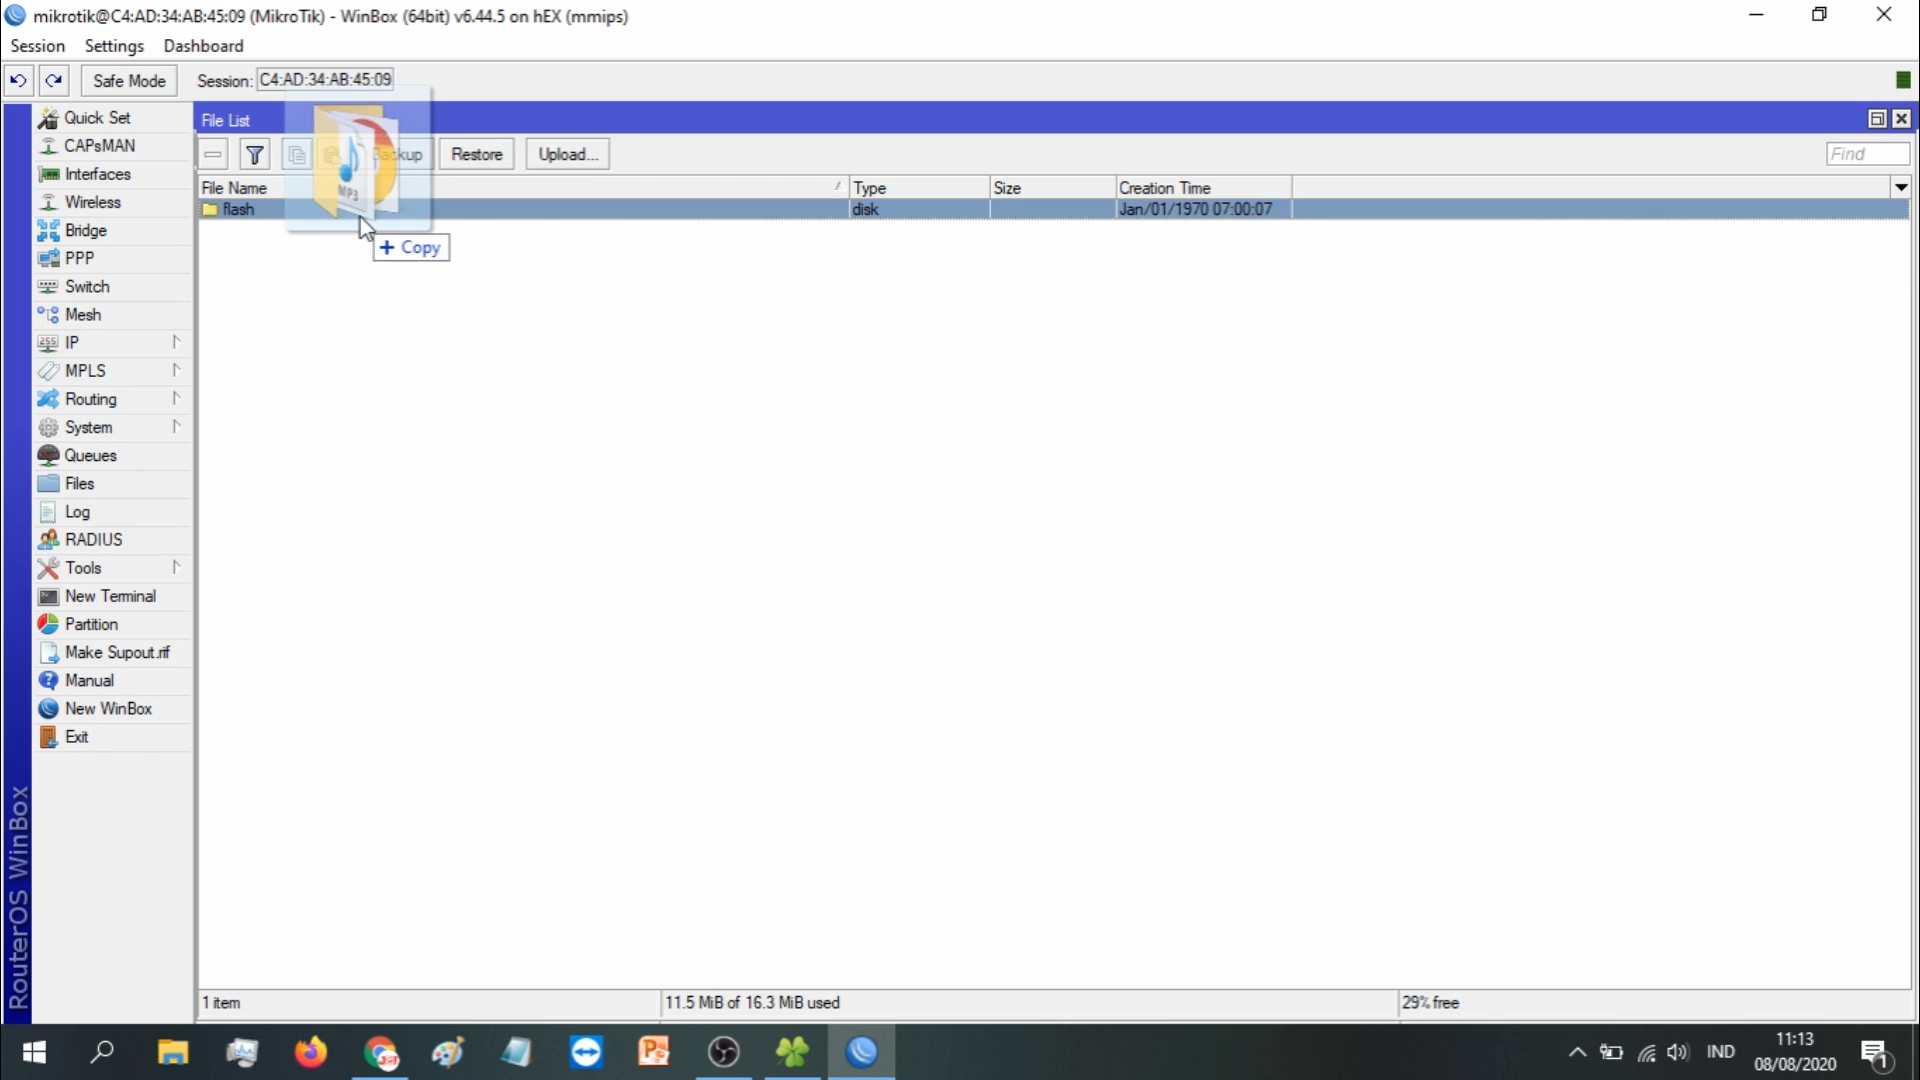 mikrotik@C4:AD:34:AB:45:09 (MikroTik) - WinBox (64bit) v6.44.5 on hEX (mmips)
Session Settings Dashboard
Safe Mode Session: C4:AD:34:AB:45:09
Quick Set
CAPsMAN
Interfaces
Wireless
Bridge
PPP
Switch
Mesh
IP
MPLS
Routing
System
Queues
Files
Log
RADIUS
Tools
New Terminal
Partition
Make Supout.rif
Manual
New WinBox
Exit
RouterOS WinBox
File List
Backup Restore Upload... Find
File Name Type Size Creation Time
flash disk Jan/01/1970 07:00:07
MP3
+ Copy
1 item 11.5 MiB of 16.3 MiB used 29% free
IND
11:13
08/08/2020
1